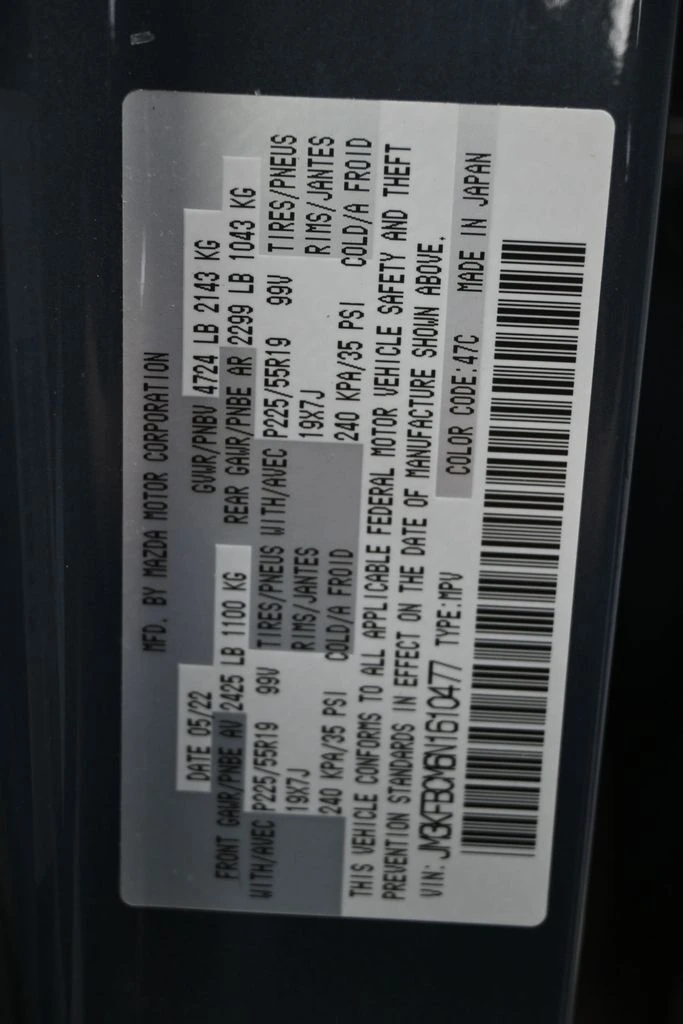 MFD. BY MAZDA MOTOR CORPORATION
DATE 05/22 GVWR/PNBV 4724 LB 2143 KG
FRONT GAWR/PNBE AV 2425 LB 1100 KG REAR GAWR/PNBE AR 2299 LB 1043 KG
WITH/AVEC P225/55R19 99V TIRES/PNEUS WITH/AVEC P225/55R19 99V TIRES/PNEUS
19X7J RIMS/JANTES 19X7J RIMS/JANTES
240 KPA/35 PSI COLD/A FROID 240 KPA/35 PSI COLD/A FROID
THIS VEHICLE CONFORMS TO ALL APPLICABLE FEDERAL MOTOR VEHICLE SAFETY AND THEFT
PREVENTION STANDARDS IN EFFECT ON THE DATE OF MANUFACTURE SHOWN ABOVE.
VIN: JM3KFBCM6N1610477 TYPE:MPV COLOR CODE:47C MADE IN JAPAN